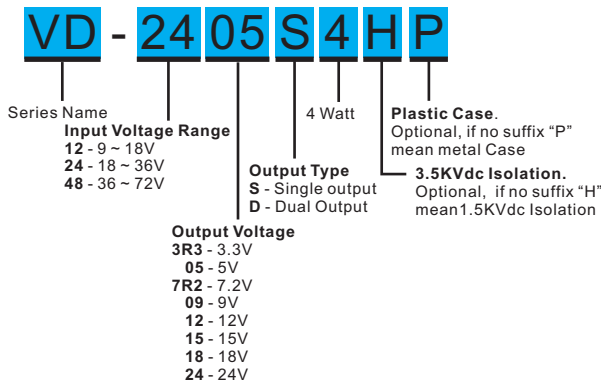 VD - 24 05 S 4 H P
Series Name
Input Voltage Range
12 - 9 ~ 18V
24 - 18 ~ 36V
48 - 36 ~ 72V
Output Voltage
3R3 - 3.3V
05 - 5V
7R2 - 7.2V
09 - 9V
12 - 12V
15 - 15V
18 - 18V
24 - 24V
Output Type
S - Single output
D - Dual Output
4 Watt
Plastic Case.
Optional, if no suffix “P”
mean metal Case
3.5KVdc Isolation.
Optional, if no suffix “H”
mean1.5KVdc Isolation